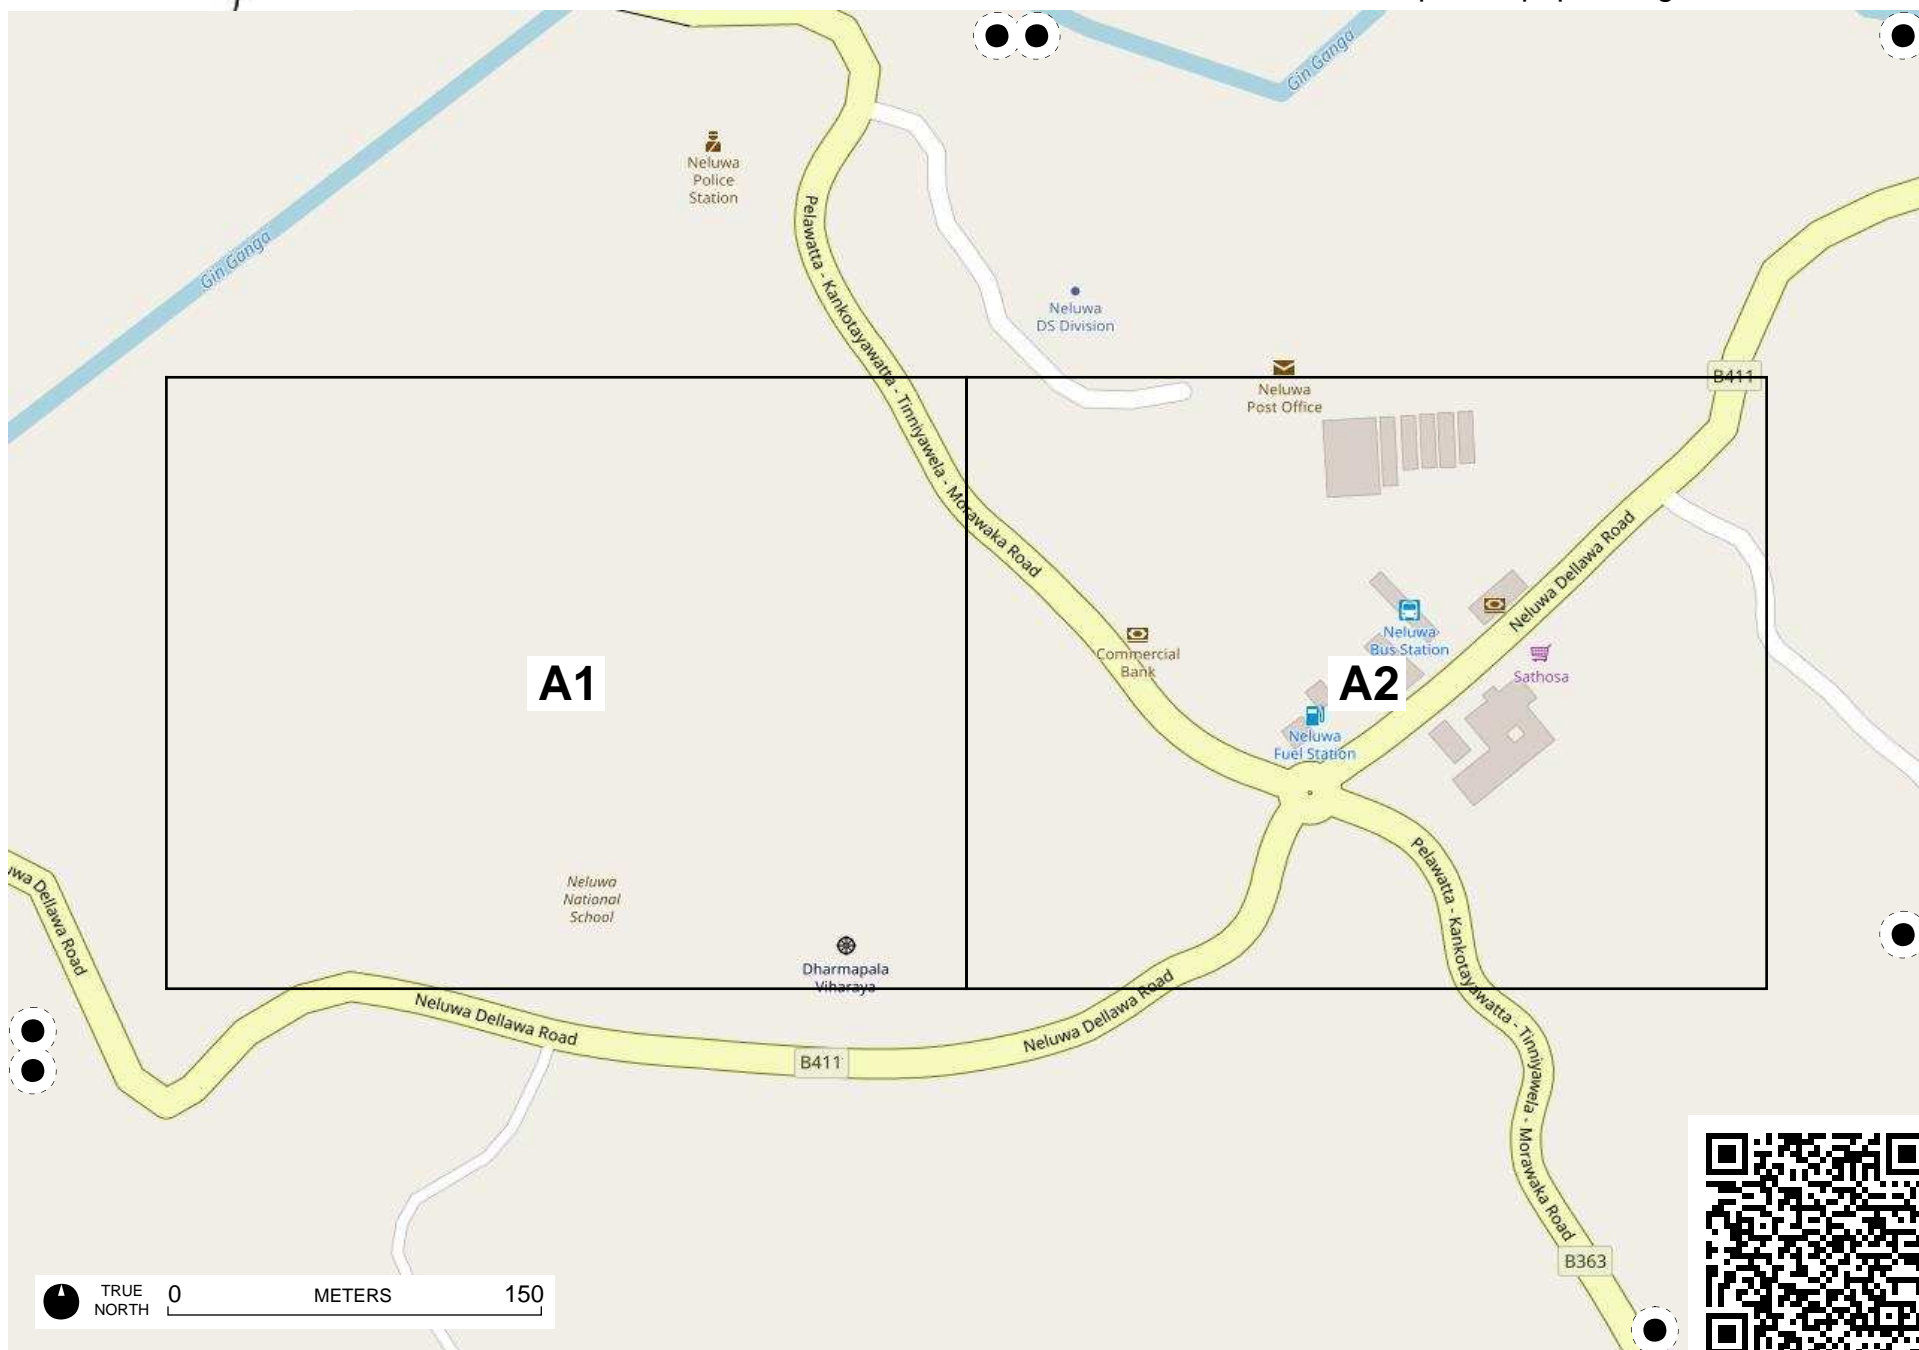 Gin Ganga
Neluwa
Police
Station
Gin Ganga
Pelawatta - Kankotayawatta - Tinniyawela - Morawaka Road
Neluwa
DS Division
Neluwa
Post Office
B411
Neluwa Dellawa Road
Commercial
Bank
Neluwa
Bus Station
Sathosa
A1
A2
Neluwa
Fuel Station
Pelawatta - Kankotayawatta - Tinniyawela - Morawaka Road
uwa Dellawa Road
Neluwa
National
School
Dharmapala
Viharaya
Neluwa Dellawa Road
Neluwa Dellawa Road
B411
B363
TRUE
NORTH
0 METERS 150